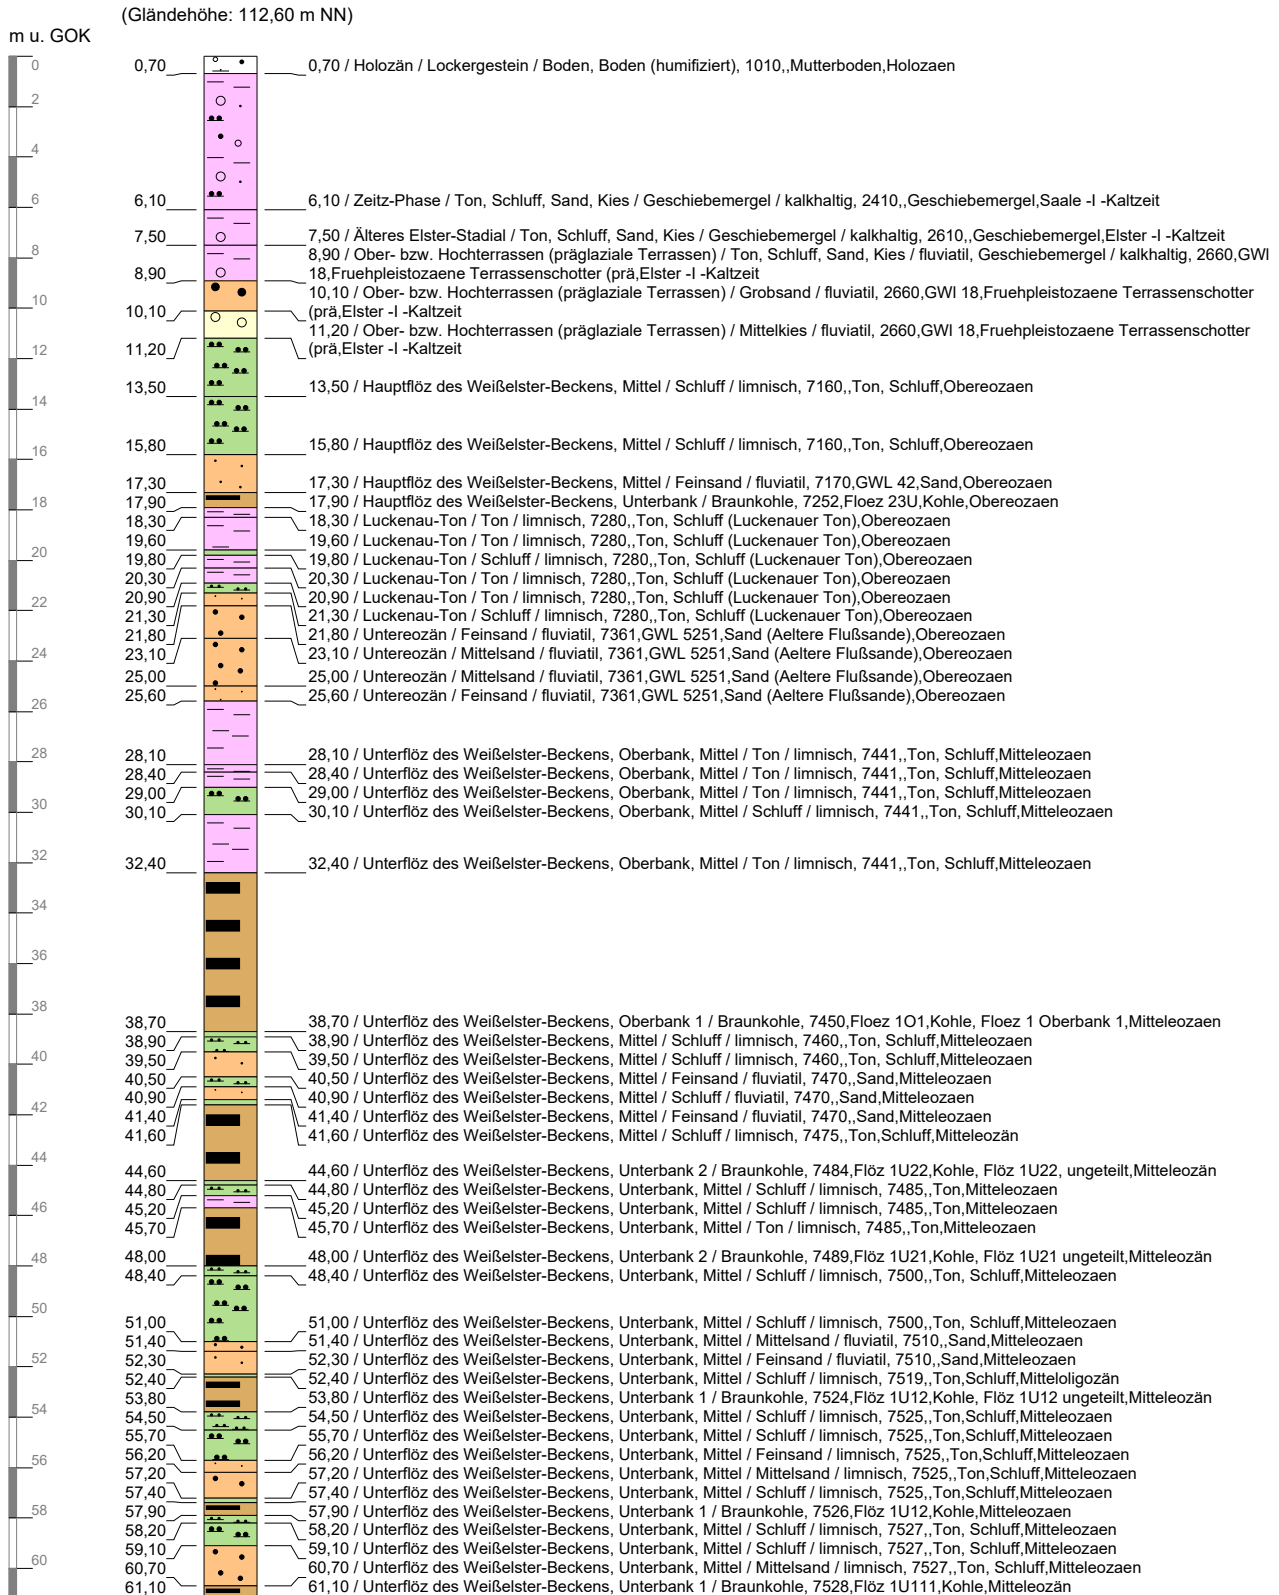 (Gländehöhe: 112,60 m NN)
m u. GOK
0
2
4
6
8
10
12
14
16
18
20
22
24
26
28
30
32
34
36
38
40
42
44
46
48
50
52
54
56
58
60
0,70 0,70 / Holozän / Lockergestein / Boden, Boden (humifiziert), 1010,,Mutterboden,Holozaen
6,10 6,10 / Zeitz-Phase / Ton, Schluff, Sand, Kies / Geschiebemergel / kalkhaltig, 2410,,Geschiebemergel,Saale -I -Kaltzeit
7,50 7,50 / Älteres Elster-Stadial / Ton, Schluff, Sand, Kies / Geschiebemergel / kalkhaltig, 2610,,Geschiebemergel,Elster -I -Kaltzeit
8,90 / Ober- bzw. Hochterrassen (präglaziale Terrassen) / Ton, Schluff, Sand, Kies / fluviatil, Geschiebemergel / kalkhaltig, 2660,GWl
8,90 18,Fruehpleistozaene Terrassenschotter (prä,Elster -I -Kaltzeit
10,10 / Ober- bzw. Hochterrassen (präglaziale Terrassen) / Grobsand / fluviatil, 2660,GWl 18,Fruehpleistozaene Terrassenschotter
10,10 (prä,Elster -I -Kaltzeit
11,20 / Ober- bzw. Hochterrassen (präglaziale Terrassen) / Mittelkies / fluviatil, 2660,GWl 18,Fruehpleistozaene Terrassenschotter
11,20 (prä,Elster -I -Kaltzeit
13,50 13,50 / Hauptflöz des Weißelster-Beckens, Mittel / Schluff / limnisch, 7160,,Ton, Schluff,Obereozaen
15,80 15,80 / Hauptflöz des Weißelster-Beckens, Mittel / Schluff / limnisch, 7160,,Ton, Schluff,Obereozaen
17,30 17,30 / Hauptflöz des Weißelster-Beckens, Mittel / Feinsand / fluviatil, 7170,GWL 42,Sand,Obereozaen
17,90 17,90 / Hauptflöz des Weißelster-Beckens, Unterbank / Braunkohle, 7252,Floez 23U,Kohle,Obereozaen
18,30 18,30 / Luckenau-Ton / Ton / limnisch, 7280,,Ton, Schluff (Luckenauer Ton),Obereozaen
19,60 19,60 / Luckenau-Ton / Ton / limnisch, 7280,,Ton, Schluff (Luckenauer Ton),Obereozaen
19,80 19,80 / Luckenau-Ton / Schluff / limnisch, 7280,,Ton, Schluff (Luckenauer Ton),Obereozaen
20,30 20,30 / Luckenau-Ton / Ton / limnisch, 7280,,Ton, Schluff (Luckenauer Ton),Obereozaen
20,90 20,90 / Luckenau-Ton / Ton / limnisch, 7280,,Ton, Schluff (Luckenauer Ton),Obereozaen
21,30 21,30 / Luckenau-Ton / Schluff / limnisch, 7280,,Ton, Schluff (Luckenauer Ton),Obereozaen
21,80 21,80 / Untereozän / Feinsand / fluviatil, 7361,GWL 5251,Sand (Aeltere Flußsande),Obereozaen
23,10 23,10 / Untereozän / Mittelsand / fluviatil, 7361,GWL 5251,Sand (Aeltere Flußsande),Obereozaen
25,00 25,00 / Untereozän / Mittelsand / fluviatil, 7361,GWL 5251,Sand (Aeltere Flußsande),Obereozaen
25,60 25,60 / Untereozän / Feinsand / fluviatil, 7361,GWL 5251,Sand (Aeltere Flußsande),Obereozaen
28,10 28,10 / Unterflöz des Weißelster-Beckens, Oberbank, Mittel / Ton / limnisch, 7441,,Ton, Schluff,Mitteleozaen
28,40 28,40 / Unterflöz des Weißelster-Beckens, Oberbank, Mittel / Ton / limnisch, 7441,,Ton, Schluff,Mitteleozaen
29,00 29,00 / Unterflöz des Weißelster-Beckens, Oberbank, Mittel / Ton / limnisch, 7441,,Ton, Schluff,Mitteleozaen
30,10 30,10 / Unterflöz des Weißelster-Beckens, Oberbank, Mittel / Schluff / limnisch, 7441,,Ton, Schluff,Mitteleozaen
32,40 32,40 / Unterflöz des Weißelster-Beckens, Oberbank, Mittel / Ton / limnisch, 7441,,Ton, Schluff,Mitteleozaen
38,70 38,70 / Unterflöz des Weißelster-Beckens, Oberbank 1 / Braunkohle, 7450,Floez 1O1,Kohle, Floez 1 Oberbank 1,Mitteleozaen
38,90 38,90 / Unterflöz des Weißelster-Beckens, Mittel / Schluff / limnisch, 7460,,Ton, Schluff,Mitteleozaen
39,50 39,50 / Unterflöz des Weißelster-Beckens, Mittel / Schluff / limnisch, 7460,,Ton, Schluff,Mitteleozaen
40,50 40,50 / Unterflöz des Weißelster-Beckens, Mittel / Feinsand / fluviatil, 7470,,Sand,Mitteleozaen
40,90 40,90 / Unterflöz des Weißelster-Beckens, Mittel / Schluff / fluviatil, 7470,,Sand,Mitteleozaen
41,40 41,40 / Unterflöz des Weißelster-Beckens, Mittel / Feinsand / fluviatil, 7470,,Sand,Mitteleozaen
41,60 41,60 / Unterflöz des Weißelster-Beckens, Mittel / Schluff / limnisch, 7475,,Ton,Schluff,Mitteleozän
44,60 44,60 / Unterflöz des Weißelster-Beckens, Unterbank 2 / Braunkohle, 7484,Flöz 1U22,Kohle, Flöz 1U22, ungeteilt,Mitteleozän
44,80 44,80 / Unterflöz des Weißelster-Beckens, Unterbank, Mittel / Schluff / limnisch, 7485,,Ton,Mitteleozaen
45,20 45,20 / Unterflöz des Weißelster-Beckens, Unterbank, Mittel / Schluff / limnisch, 7485,,Ton,Mitteleozaen
45,70 45,70 / Unterflöz des Weißelster-Beckens, Unterbank, Mittel / Ton / limnisch, 7485,,Ton,Mitteleozaen
48,00 48,00 / Unterflöz des Weißelster-Beckens, Unterbank 2 / Braunkohle, 7489,Flöz 1U21,Kohle, Flöz 1U21 ungeteilt,Mitteleozän
48,40 48,40 / Unterflöz des Weißelster-Beckens, Unterbank, Mittel / Schluff / limnisch, 7500,,Ton, Schluff,Mitteleozaen
51,00 51,00 / Unterflöz des Weißelster-Beckens, Unterbank, Mittel / Schluff / limnisch, 7500,,Ton, Schluff,Mitteleozaen
51,40 51,40 / Unterflöz des Weißelster-Beckens, Unterbank, Mittel / Mittelsand / fluviatil, 7510,,Sand,Mitteleozaen
52,30 52,30 / Unterflöz des Weißelster-Beckens, Unterbank, Mittel / Feinsand / fluviatil, 7510,,Sand,Mitteleozaen
52,40 52,40 / Unterflöz des Weißelster-Beckens, Unterbank, Mittel / Schluff / limnisch, 7519,,Ton,Schluff,Mitteloligozän
53,80 53,80 / Unterflöz des Weißelster-Beckens, Unterbank 1 / Braunkohle, 7524,Flöz 1U12,Kohle, Flöz 1U12 ungeteilt,Mitteleozän
54,50 54,50 / Unterflöz des Weißelster-Beckens, Unterbank, Mittel / Schluff / limnisch, 7525,,Ton,Schluff,Mitteleozaen
55,70 55,70 / Unterflöz des Weißelster-Beckens, Unterbank, Mittel / Schluff / limnisch, 7525,,Ton,Schluff,Mitteleozaen
56,20 56,20 / Unterflöz des Weißelster-Beckens, Unterbank, Mittel / Feinsand / limnisch, 7525,,Ton,Schluff,Mitteleozaen
57,20 57,20 / Unterflöz des Weißelster-Beckens, Unterbank, Mittel / Mittelsand / limnisch, 7525,,Ton,Schluff,Mitteleozaen
57,40 57,40 / Unterflöz des Weißelster-Beckens, Unterbank, Mittel / Schluff / limnisch, 7525,,Ton,Schluff,Mitteleozaen
57,90 57,90 / Unterflöz des Weißelster-Beckens, Unterbank 1 / Braunkohle, 7526,Flöz 1U12,Kohle,Mitteleozaen
58,20 58,20 / Unterflöz des Weißelster-Beckens, Unterbank, Mittel / Schluff / limnisch, 7527,,Ton, Schluff,Mitteleozaen
59,10 59,10 / Unterflöz des Weißelster-Beckens, Unterbank, Mittel / Schluff / limnisch, 7527,,Ton, Schluff,Mitteleozaen
60,70 60,70 / Unterflöz des Weißelster-Beckens, Unterbank, Mittel / Mittelsand / limnisch, 7527,,Ton, Schluff,Mitteleozaen
61,10 61,10 / Unterflöz des Weißelster-Beckens, Unterbank 1 / Braunkohle, 7528,Flöz 1U111,Kohle,Mitteleozän